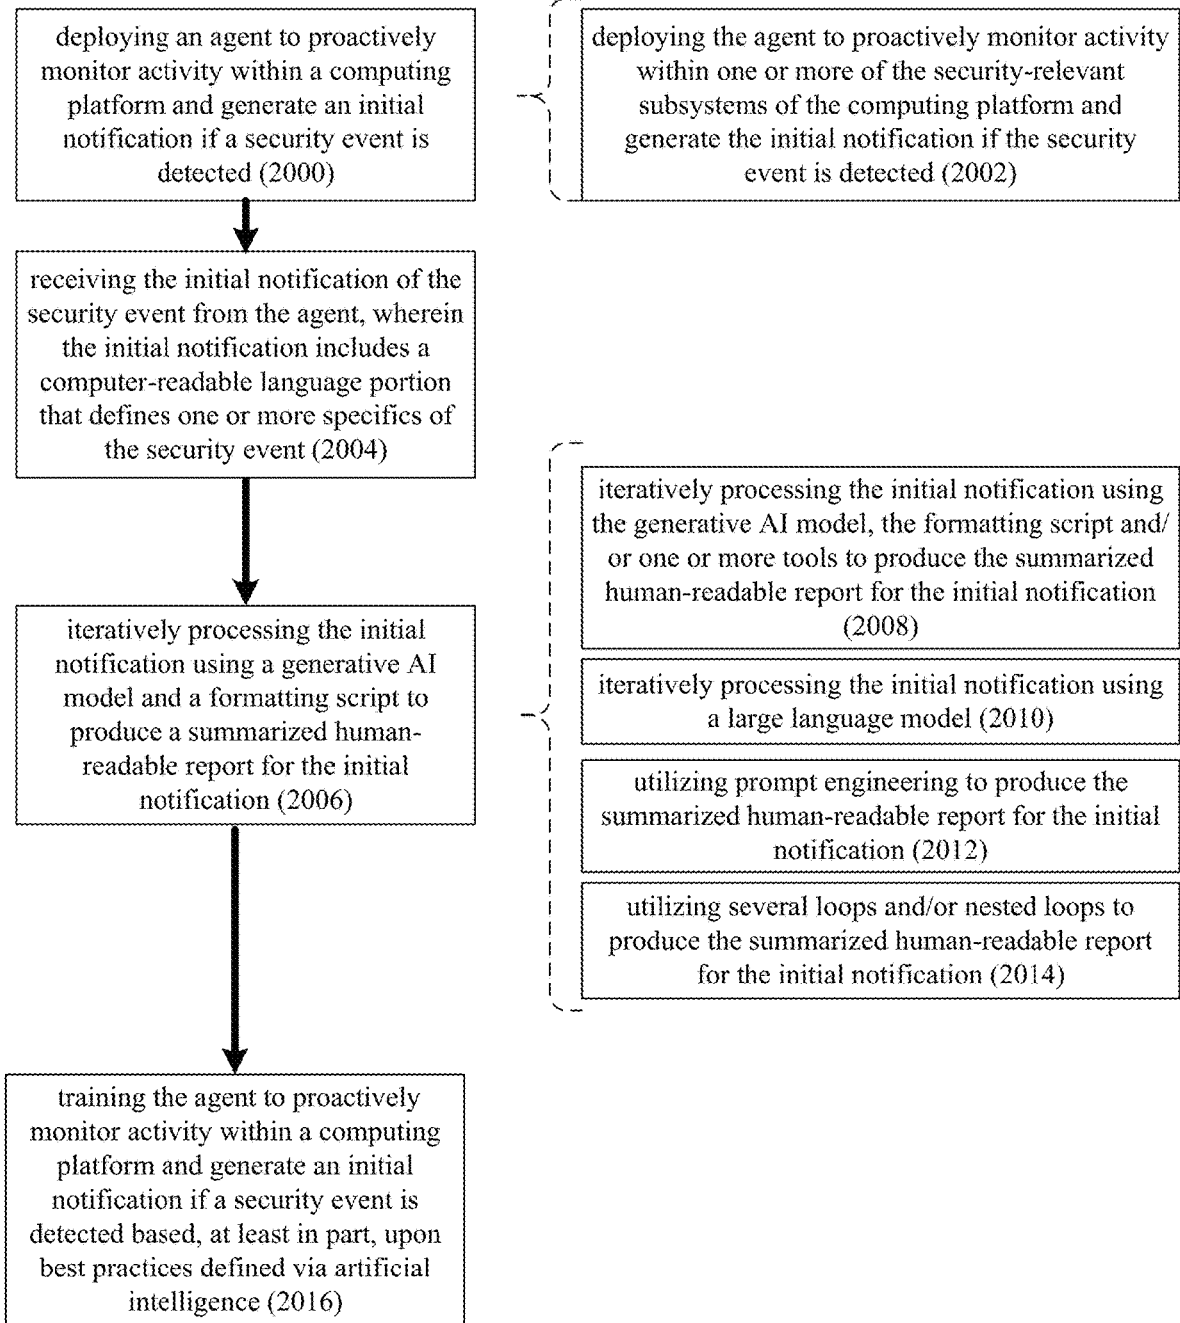 deploying an agent to proactively
monitor activity within a computing
platform and generate an initial
notification if a security event is
detected (2000)
deploying the agent to proactively monitor activity
within one or more of the security-relevant
subsystems of the computing platform and
generate the initial notification if the security
event is detected (2002)
receiving the initial notification of the
security event from the agent, wherein
the initial notification includes a
computer-readable language portion
that defines one or more specifics of
the security event (2004)
iteratively processing the initial
notification using a generative AI
model and a formatting script to
produce a summarized human-
readable report for the initial
notification (2006)
iteratively processing the initial notification using
the generative AI model, the formatting script and/
or one or more tools to produce the summarized
human-readable report for the initial notification
(2008)
iteratively processing the initial notification using
a large language model (2010)
utilizing prompt engineering to produce the
summarized human-readable report for the initial
notification (2012)
utilizing several loops and/or nested loops to
produce the summarized human-readable report
for the initial notification (2014)
training the agent to proactively
monitor activity within a computing
platform and generate an initial
notification if a security event is
detected based, at least in part, upon
best practices defined via artificial
intelligence (2016)